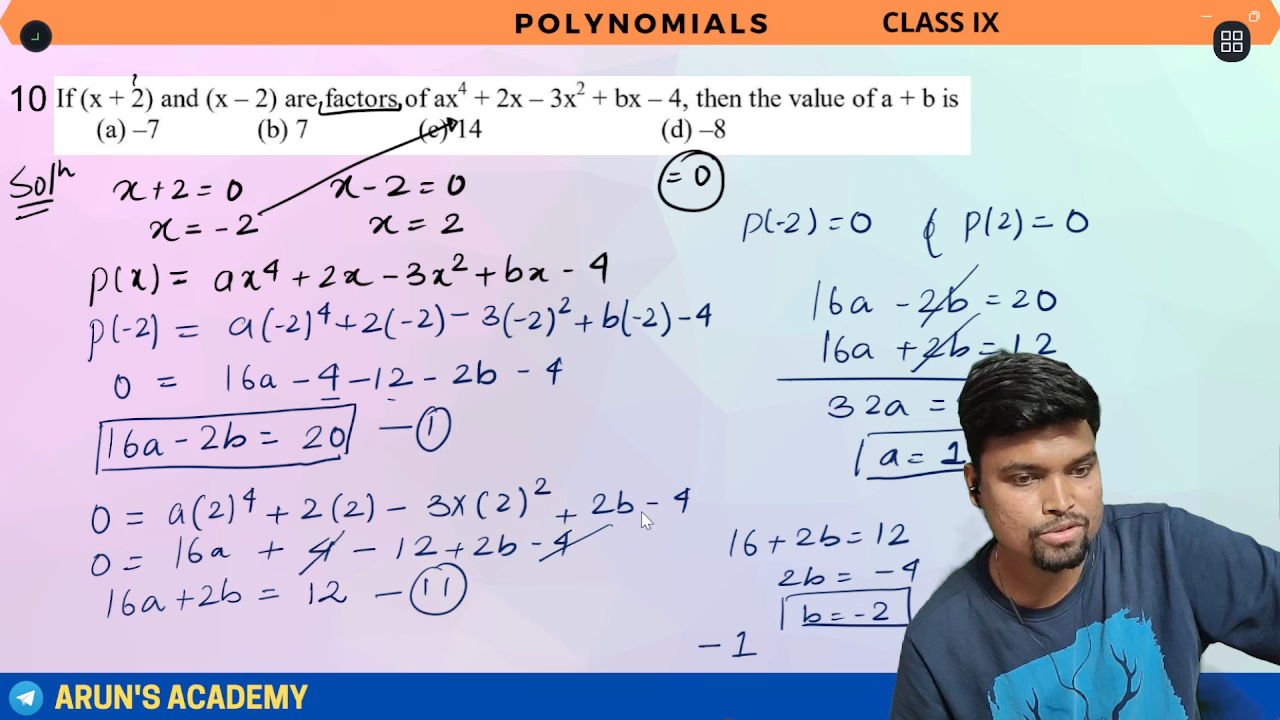 POLYNOMIALS CLASS IX
10 If (x + 2) and (x – 2) are factors of ax⁴ + 2x – 3x² + bx – 4, then the value of a + b is
(a) –7 (b) 7 (c) 14 (d) –8
Solⁿ
x + 2 = 0 x - 2 = 0 = 0
x = -2 x = 2
p(-2) = 0 & p(2) = 0
p(x) = ax⁴ + 2x - 3x² + bx - 4
p(-2) = a(-2)⁴ + 2(-2) - 3(-2)² + b(-2) - 4
0 = 16a - 4 - 12 - 2b - 4
16a - 2b = 20 — (1)
0 = a(2)⁴ + 2(2) - 3x(2)² + 2b - 4
0 = 16a + 4 - 12 + 2b - 4
16a + 2b = 12 — (11)
16a - 2b = 20
16a + 2b = 12
32a =
a = 1
16 + 2b = 12
2b = -4
b = -2
-1
ARUN'S ACADEMY